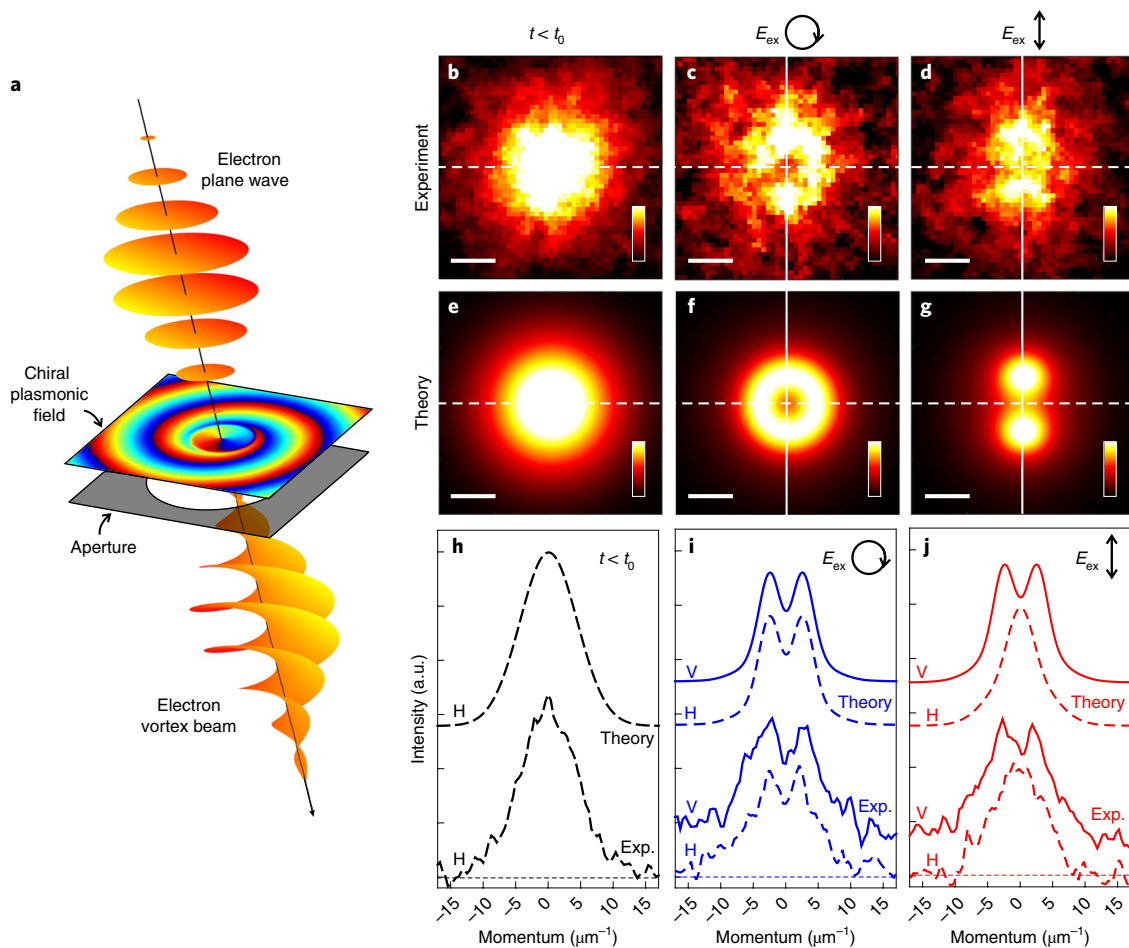 a
Electron
plane wave
Chiral
plasmonic
field
Aperture
Electron
vortex beam
t < t0
Eex
Eex
Experiment
b
c
d
Theory
e
f
g
Intensity (a.u.)
h
t < t0
H
Theory
H
Exp.
–15
–10
–5
0
5
10
15
Momentum (μm–1)
i
Eex
V
H
Theory
V
H
Exp.
–15
–10
–5
0
5
10
15
Momentum (μm–1)
j
Eex
V
H
Theory
V
H
Exp.
–15
–10
–5
0
5
10
15
Momentum (μm–1)